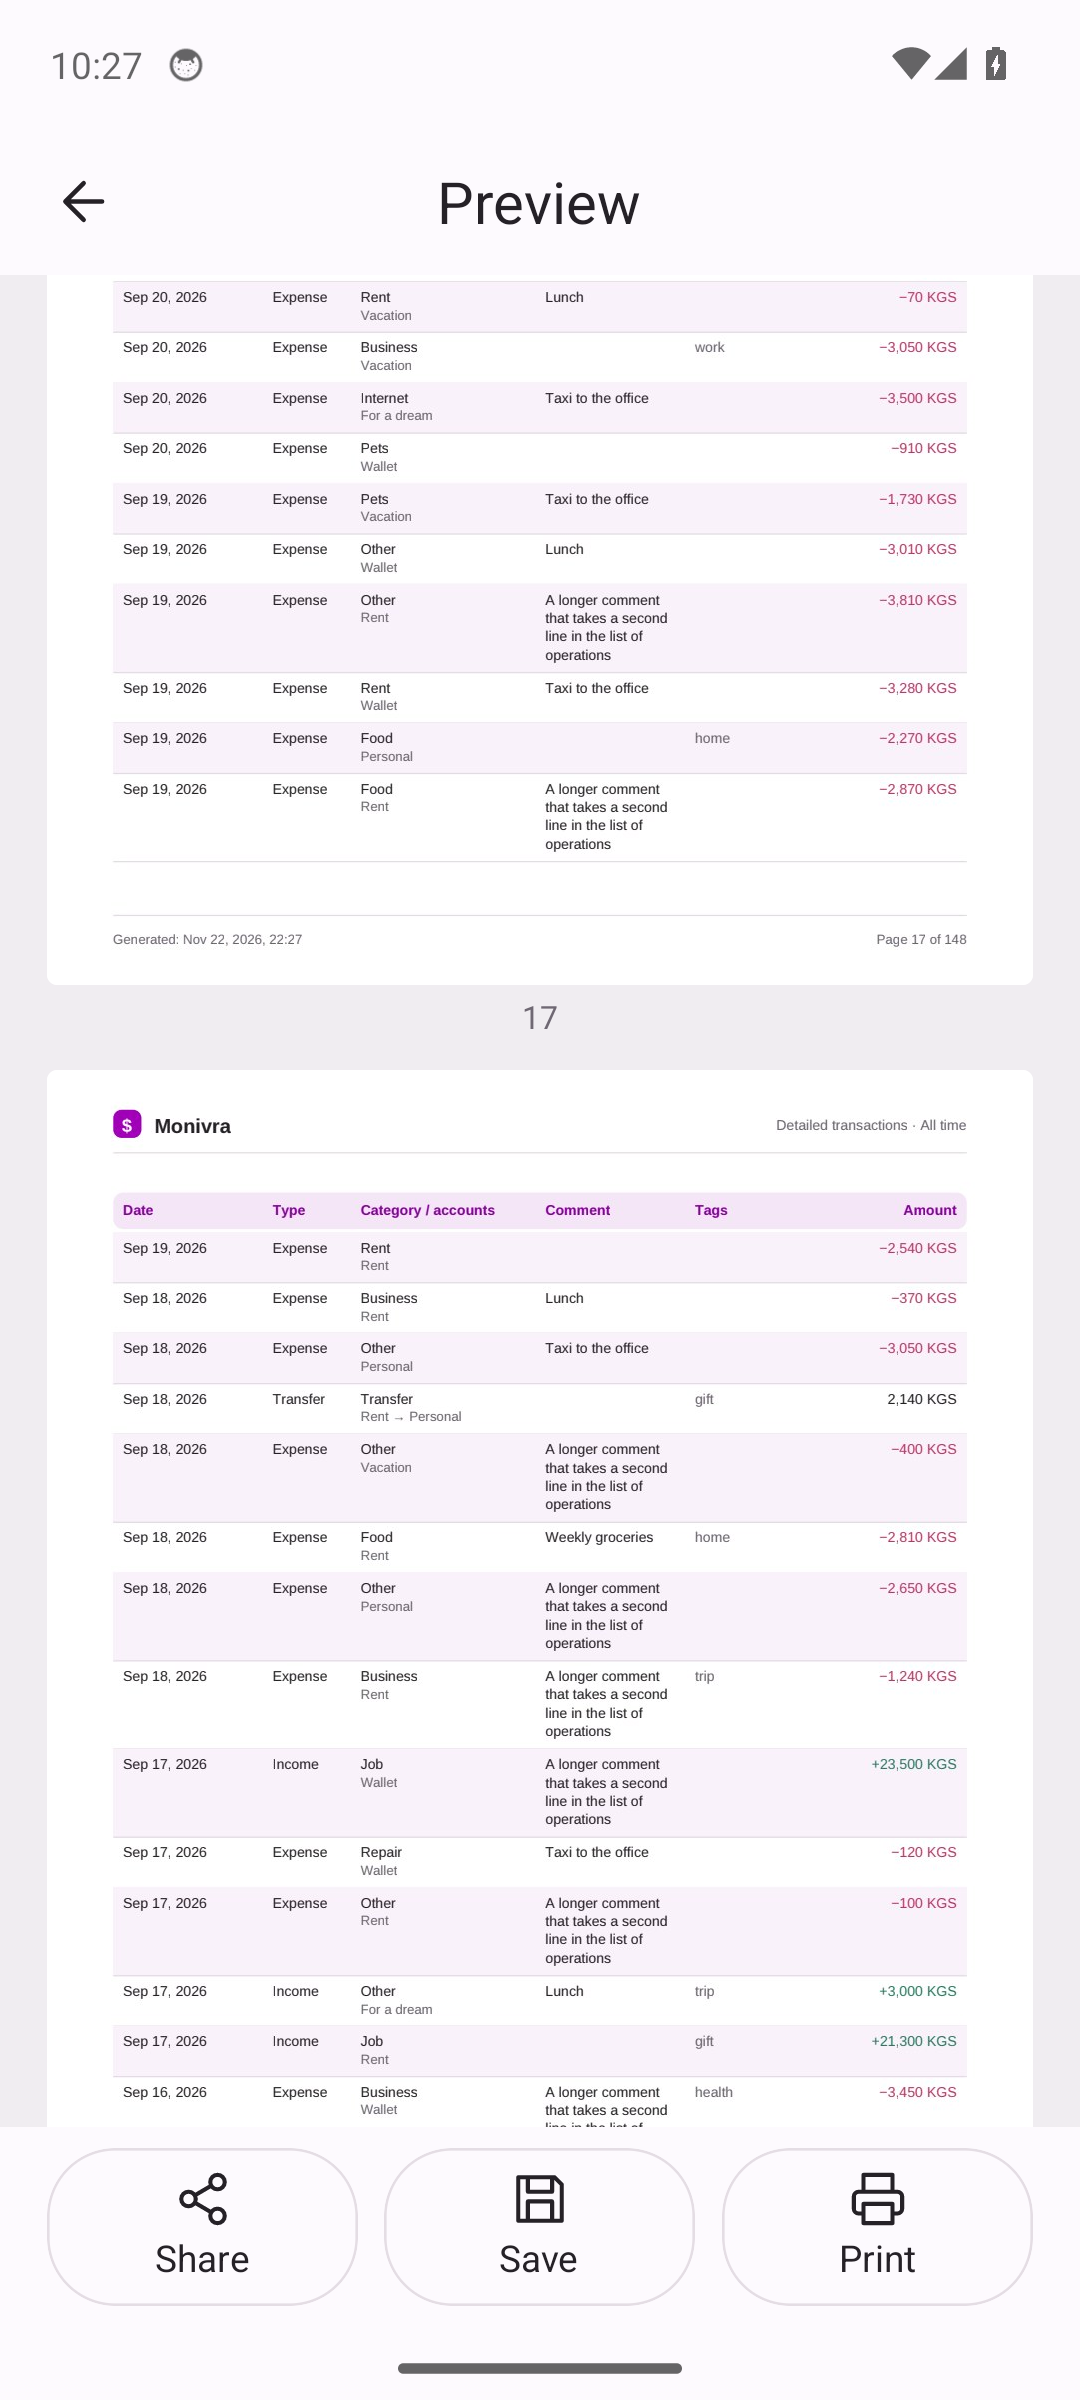 10:27
Preview
Sep 20, 2026 Expense Rent Lunch −70 KGS
Vacation
Sep 20, 2026 Expense Business work −3,050 KGS
Vacation
Sep 20, 2026 Expense Internet Taxi to the office −3,500 KGS
For a dream
Sep 20, 2026 Expense Pets −910 KGS
Wallet
Sep 19, 2026 Expense Pets Taxi to the office −1,730 KGS
Vacation
Sep 19, 2026 Expense Other Lunch −3,010 KGS
Wallet
Sep 19, 2026 Expense Other A longer comment −3,810 KGS
Rent that takes a second
line in the list of
operations
Sep 19, 2026 Expense Rent Taxi to the office −3,280 KGS
Wallet
Sep 19, 2026 Expense Food home −2,270 KGS
Personal
Sep 19, 2026 Expense Food A longer comment −2,870 KGS
Rent that takes a second
line in the list of
operations
Generated: Nov 22, 2026, 22:27 Page 17 of 148
17
$ Monivra Detailed transactions · All time
Date Type Category / accounts Comment Tags Amount
Sep 19, 2026 Expense Rent −2,540 KGS
Rent
Sep 18, 2026 Expense Business Lunch −370 KGS
Rent
Sep 18, 2026 Expense Other Taxi to the office −3,050 KGS
Personal
Sep 18, 2026 Transfer Transfer gift 2,140 KGS
Rent → Personal
Sep 18, 2026 Expense Other A longer comment −400 KGS
Vacation that takes a second
line in the list of
operations
Sep 18, 2026 Expense Food Weekly groceries home −2,810 KGS
Rent
Sep 18, 2026 Expense Other A longer comment −2,650 KGS
Personal that takes a second
line in the list of
operations
Sep 18, 2026 Expense Business A longer comment trip −1,240 KGS
Rent that takes a second
line in the list of
operations
Sep 17, 2026 Income Job A longer comment +23,500 KGS
Wallet that takes a second
line in the list of
operations
Sep 17, 2026 Expense Repair Taxi to the office −120 KGS
Wallet
Sep 17, 2026 Expense Other A longer comment −100 KGS
Rent that takes a second
line in the list of
operations
Sep 17, 2026 Income Other Lunch trip +3,000 KGS
For a dream
Sep 17, 2026 Income Job gift +21,300 KGS
Rent
Sep 16, 2026 Expense Business A longer comment health −3,450 KGS
Wallet that takes a second
line in the list of
Share Save Print